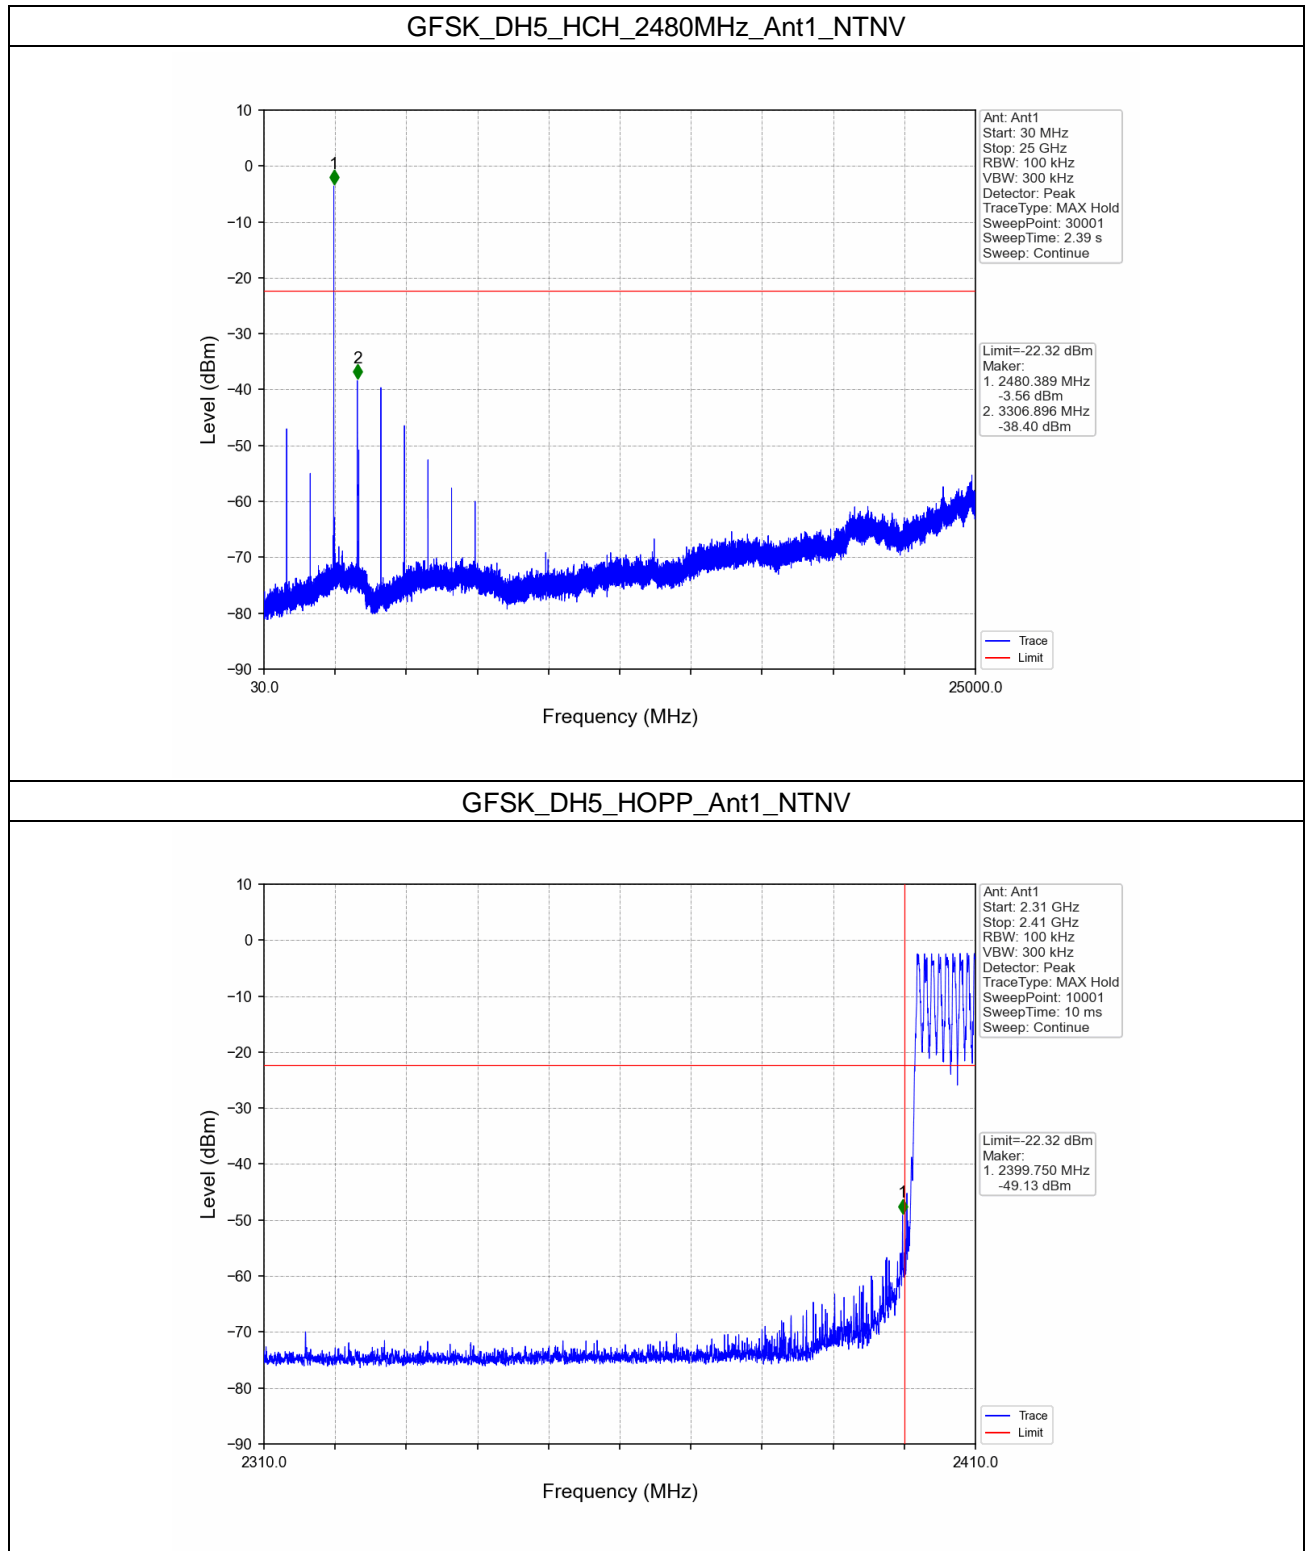 GFSK_DH5_HCH_2480MHz_Ant1_NTNV
10
0
−10
−20
−30
−40
−50
−60
−70
−80
−90
Level (dBm)
1
2
30.0
25000.0
Frequency (MHz)
Ant: Ant1
Start: 30 MHz
Stop: 25 GHz
RBW: 100 kHz
VBW: 300 kHz
Detector: Peak
TraceType: MAX Hold
SweepPoint: 30001
SweepTime: 2.39 s
Sweep: Continue
Limit=-22.32 dBm
Maker:
1. 2480.389 MHz
-3.56 dBm
2. 3306.896 MHz
-38.40 dBm
Trace
Limit
GFSK_DH5_HOPP_Ant1_NTNV
10
0
−10
−20
−30
−40
−50
−60
−70
−80
−90
Level (dBm)
1
2310.0
2410.0
Frequency (MHz)
Ant: Ant1
Start: 2.31 GHz
Stop: 2.41 GHz
RBW: 100 kHz
VBW: 300 kHz
Detector: Peak
TraceType: MAX Hold
SweepPoint: 10001
SweepTime: 10 ms
Sweep: Continue
Limit=-22.32 dBm
Maker:
1. 2399.750 MHz
-49.13 dBm
Trace
Limit